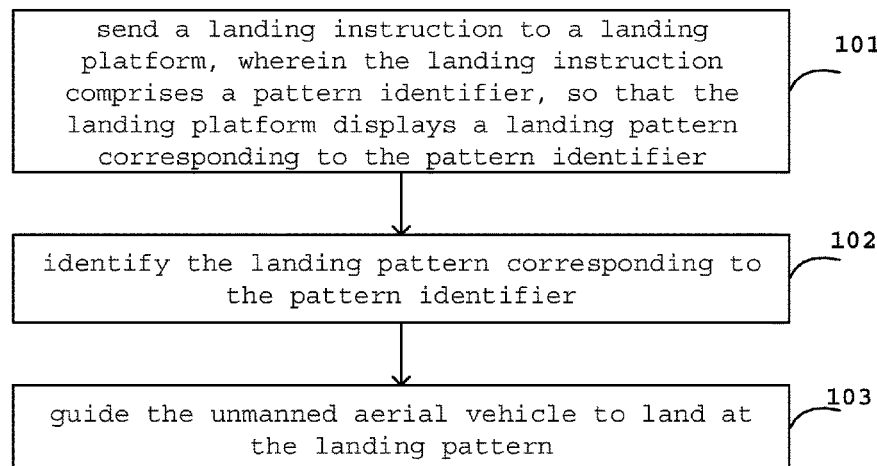 send a landing instruction to a landing
platform, wherein the landing instruction
comprises a pattern identifier, so that the
landing platform displays a landing pattern
corresponding to the pattern identifier
101
identify the landing pattern corresponding to
the pattern identifier
102
guide the unmanned aerial vehicle to land at
the landing pattern
103